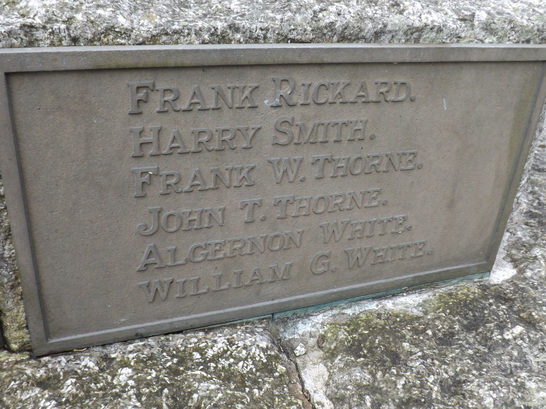 FRANK RICKARD.
HARRY SMITH.
FRANK W. THORNE.
JOHN T. THORNE.
ALGERNON WHITE.
WILLIAM G. WHITE.